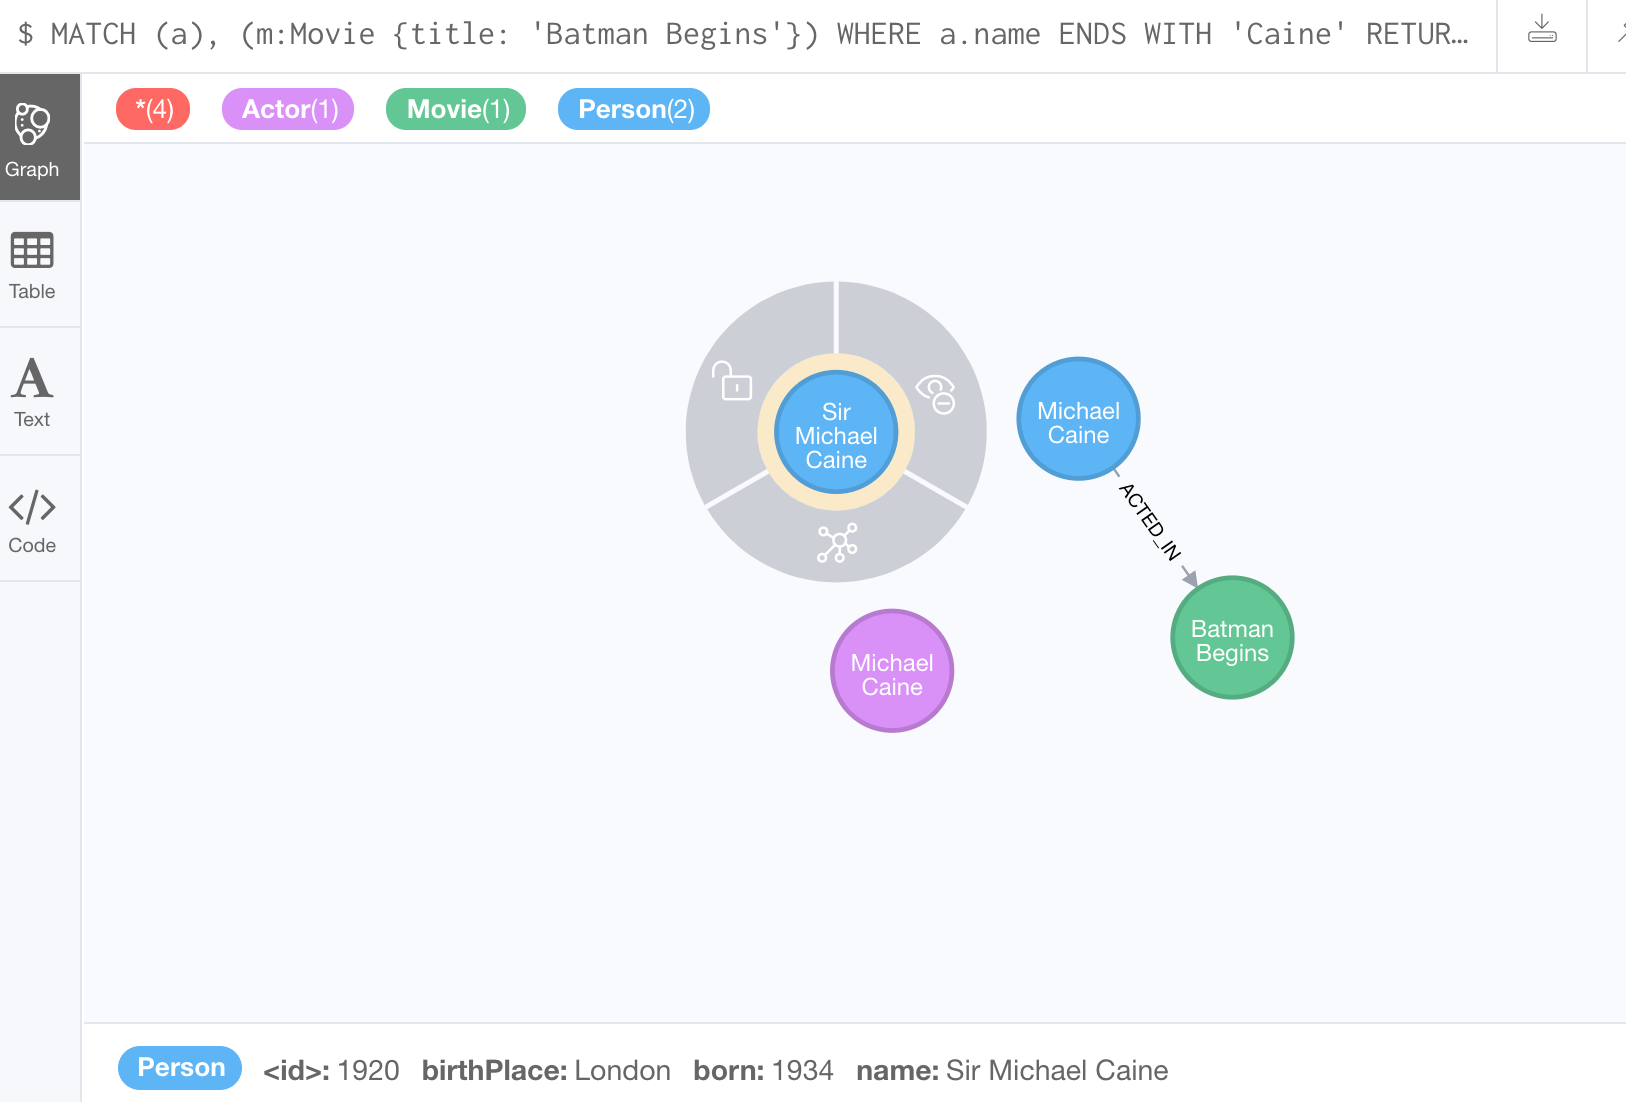 $ MATCH (a), (m:Movie {title: 'Batman Begins'}) WHERE a.name ENDS WITH 'Caine' RETUR…
*(4) Actor(1) Movie(1) Person(2)
Graph
Table
Text
Code
Sir
Michael
Caine
Michael
Caine
ACTED_IN
Batman
Begins
Michael
Caine
Person <id>: 1920 birthPlace: London born: 1934 name: Sir Michael Caine